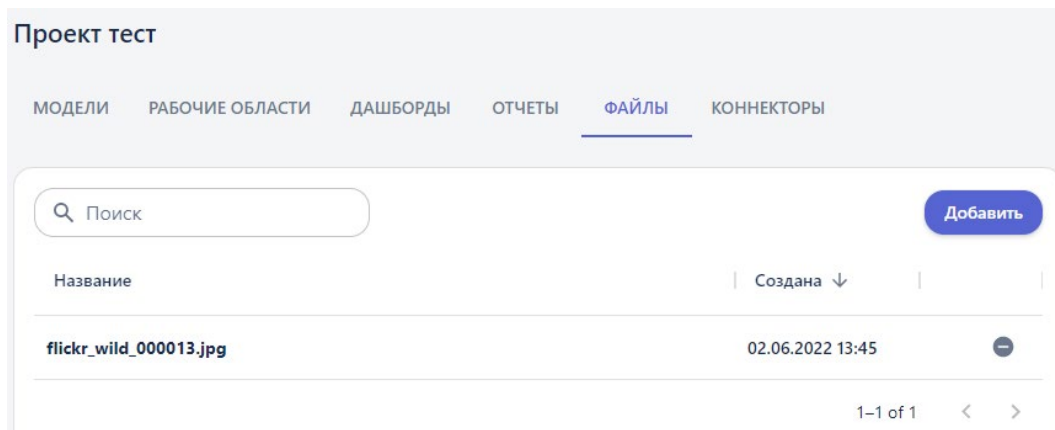 Проект тест
МОДЕЛИ РАБОЧИЕ ОБЛАСТИ ДАШБОРДЫ ОТЧЕТЫ ФАЙЛЫ КОННЕКТОРЫ
Поиск Добавить
Название Создана
flickr_wild_000013.jpg 02.06.2022 13:45
1–1 of 1